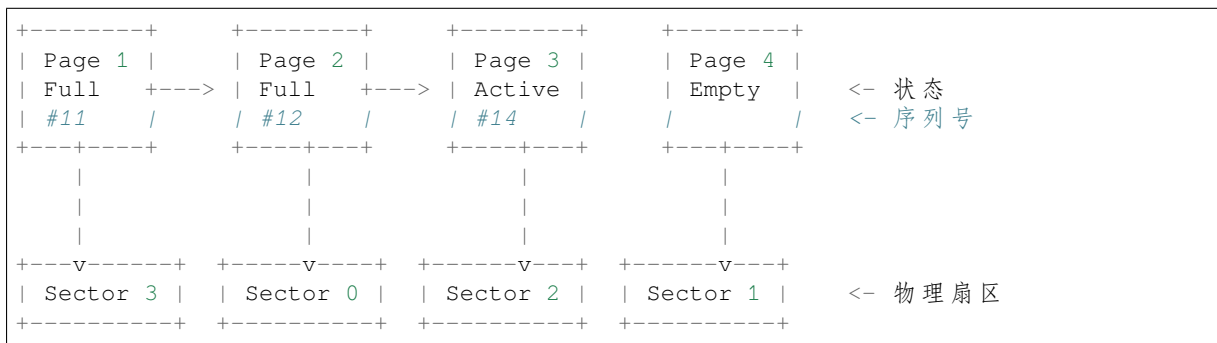 +--------+ +--------+ +--------+ +--------+
| Page 1 | | Page 2 | | Page 3 | | Page 4 |
| Full +---> | Full +---> | Active | | Empty | <- 状态
| #11 | | #12 | | #14 | | | <- 序列号
+---+----+ +----+---+ +----+---+ +---+----+
| | | |
| | | |
| | | |
+---v------+ +-----v----+ +------v---+ +------v---+
| Sector 3 | | Sector 0 | | Sector 2 | | Sector 1 | <- 物理扇区
+----------+ +----------+ +----------+ +----------+